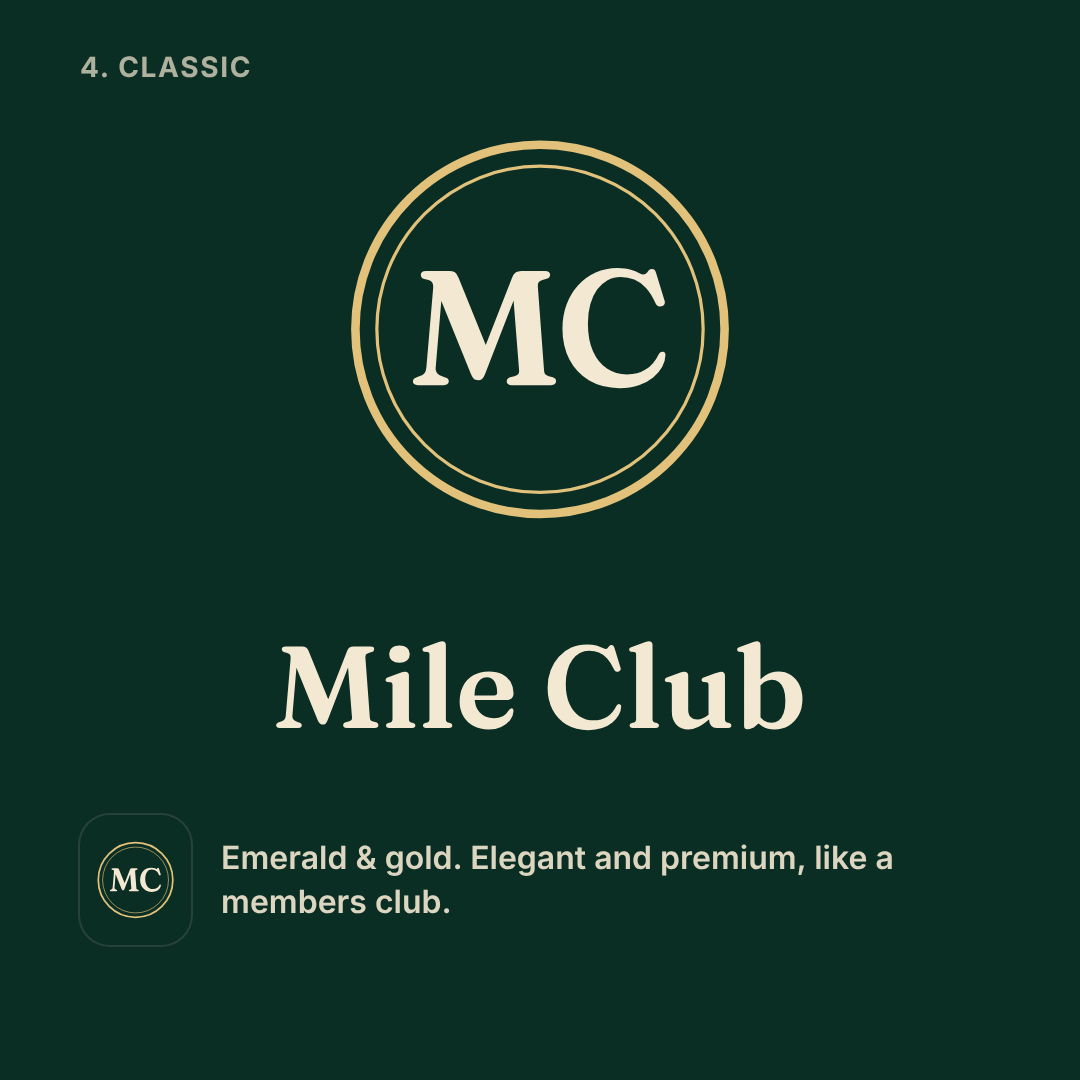 4. CLASSIC
MC
Mile Club
MC
Emerald & gold. Elegant and premium, like a
members club.